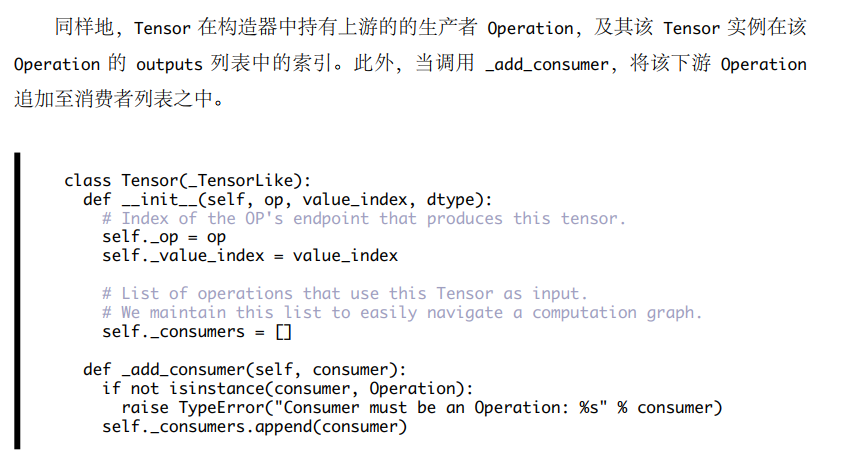 同样地，Tensor 在构造器中持有上游的的生产者 Operation，及其该 Tensor 实例在该
Operation 的 outputs 列表中的索引。此外，当调用 _add_consumer，将该下游 Operation
追加至消费者列表之中。
class Tensor(_TensorLike):
  def __init__(self, op, value_index, dtype):
    # Index of the OP's endpoint that produces this tensor.
    self._op = op
    self._value_index = value_index
    # List of operations that use this Tensor as input.
    # We maintain this list to easily navigate a computation graph.
    self._consumers = []
  def _add_consumer(self, consumer):
    if not isinstance(consumer, Operation):
      raise TypeError("Consumer must be an Operation: %s" % consumer)
    self._consumers.append(consumer)